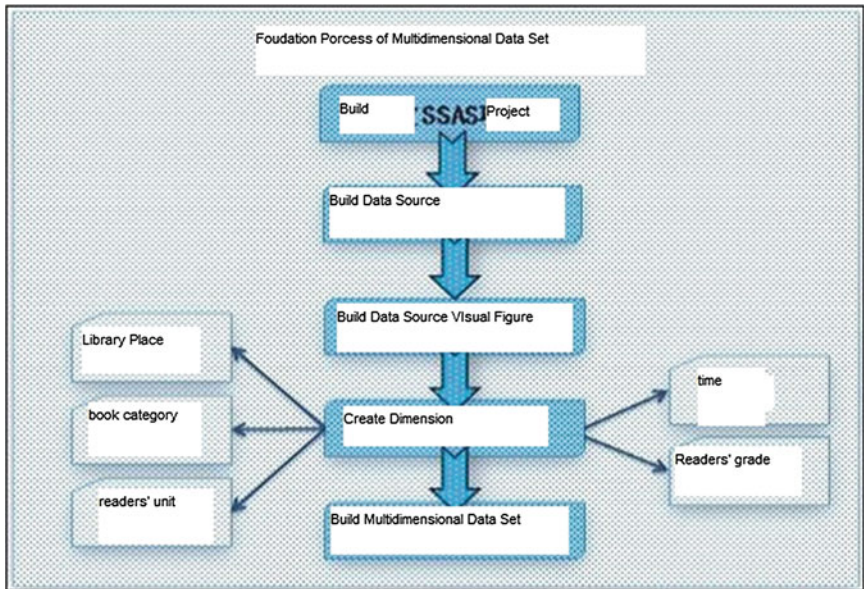 Foudation Porcess of Multidimensional Data Set
Build SSAS Project
Build Data Source
Build Data Source VIsual Figure
Library Place
time
book category
Create Dimension
Readers' grade
readers' unit
Build Multidimensional Data Set